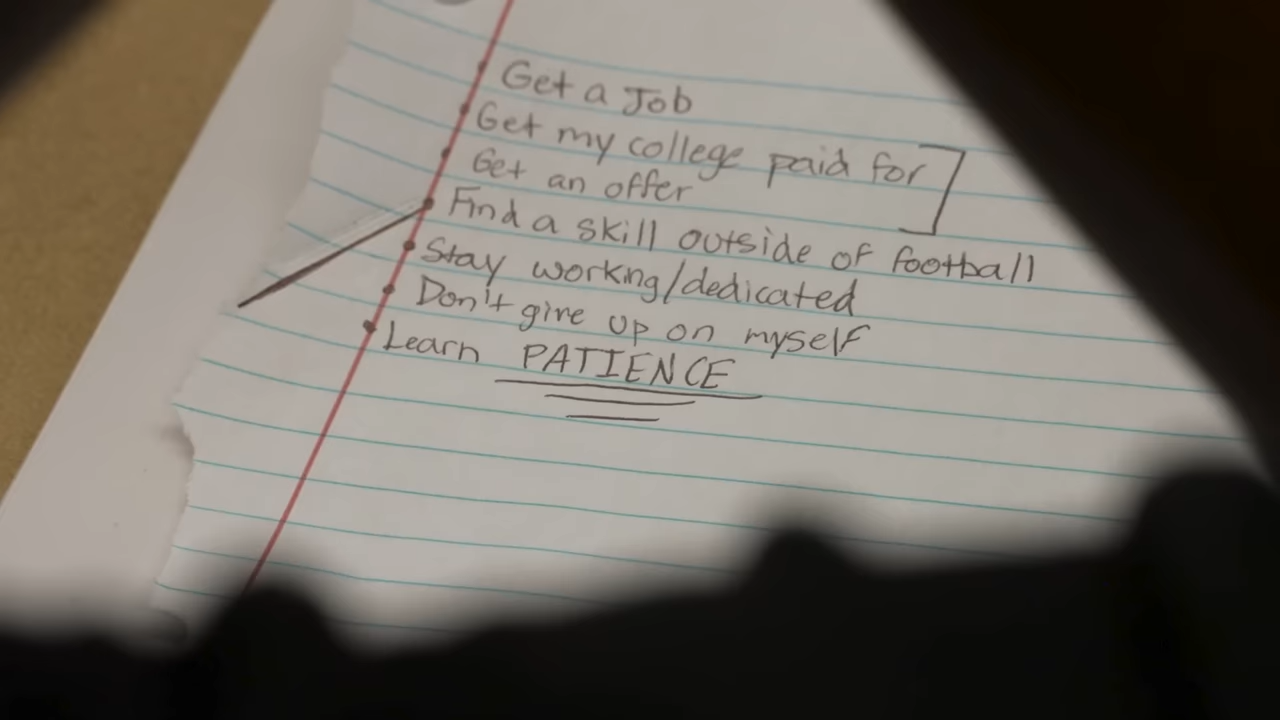 • Get a Job
• Get my college paid for
• Get an offer
• Find a skill outside of football
• Stay working/dedicated
• Don't give up on myself
• Learn PATIENCE